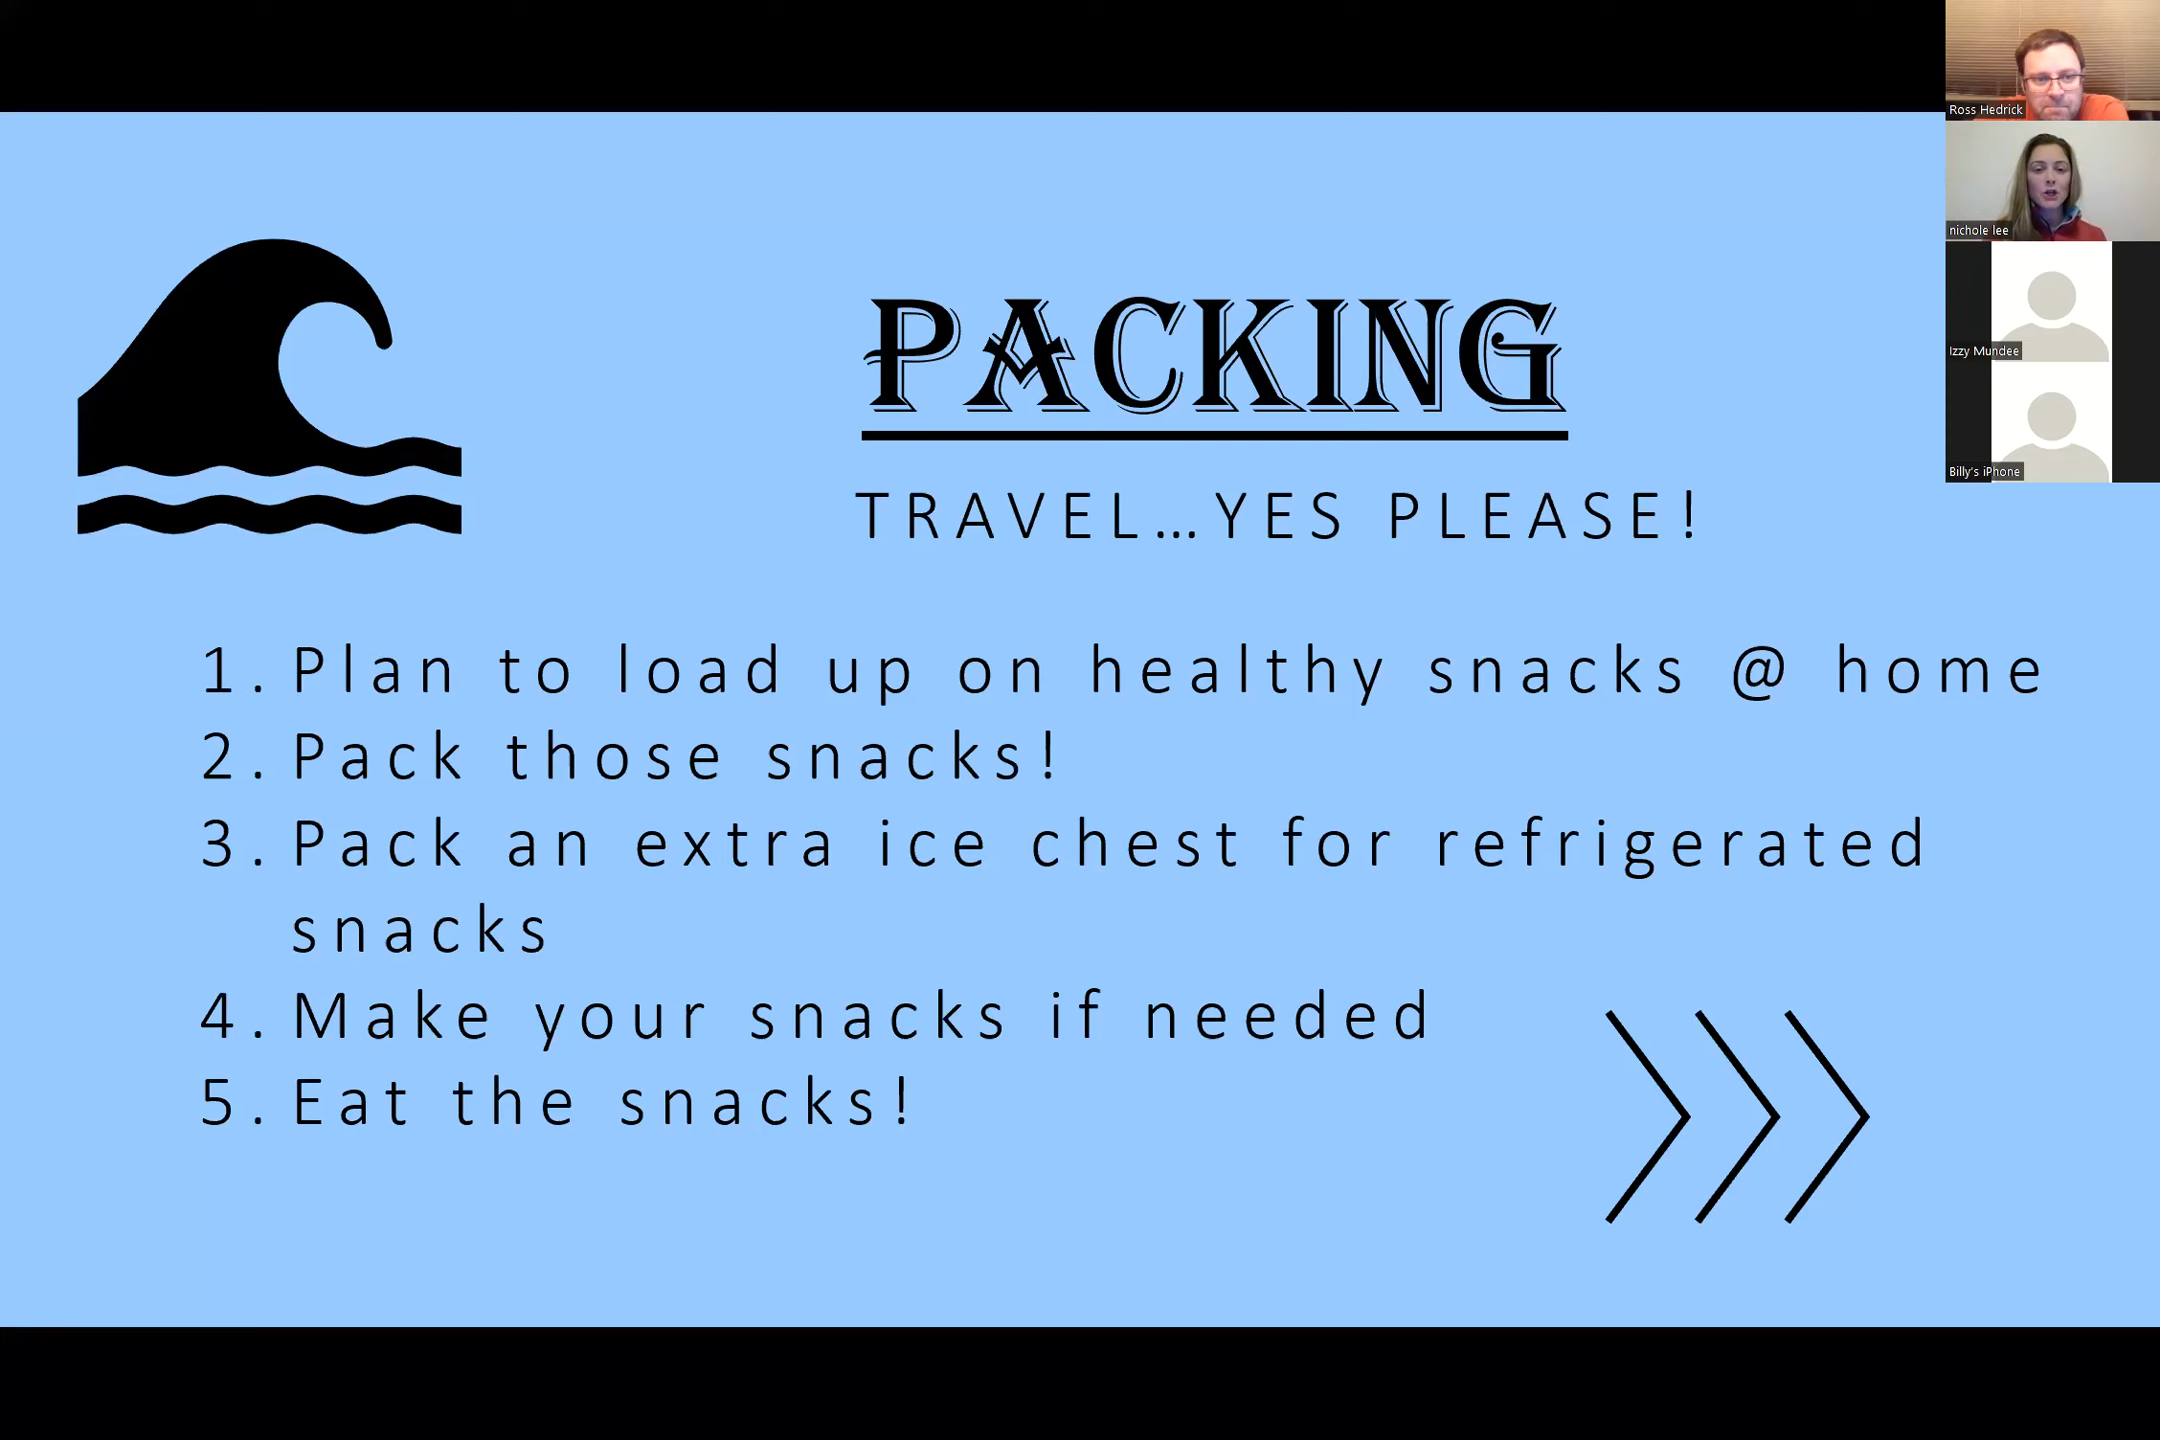 PACKING
TRAVEL...YES PLEASE!
1. Plan to load up on healthy snacks @ home
2. Pack those snacks!
3. Pack an extra ice chest for refrigerated
snacks
4. Make your snacks if needed
5. Eat the snacks!
Ross Hedrick
nichole lee
Izzy Mundee
Billy's iPhone